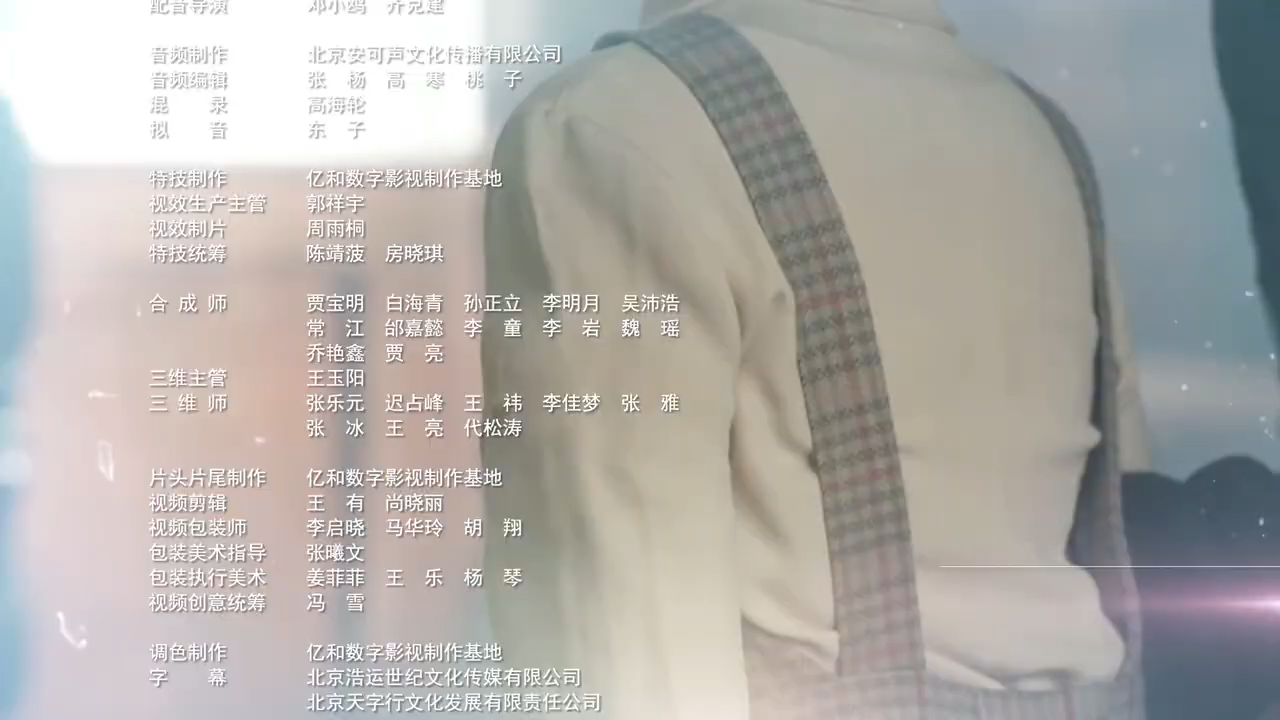 配音导演 邓小鸥 齐克建
音频制作 北京安可声文化传播有限公司
音频编辑 张 杨 高 寒 桃 子
混 录 高海轮
拟 音 东 子
特技制作 亿和数字影视制作基地
视效生产主管 郭祥宇
视效制片 周雨桐
特技统筹 陈靖菠 房晓琪
合 成 师 贾宝明 白海青 孙正立 李明月 吴沛浩
常 江 邰嘉懿 李 童 李 岩 魏 瑶
乔艳鑫 贾 亮
三维主管 王玉阳
三 维 师 张乐元 迟占峰 王 祎 李佳梦 张 雅
张 冰 王 亮 代松涛
片头片尾制作 亿和数字影视制作基地
视频剪辑 王 有 尚晓丽
视频包装师 李启晓 马华玲 胡 翔
包装美术指导 张曦文
包装执行美术 姜菲菲 王 乐 杨 琴
视频创意统筹 冯 雪
调色制作 亿和数字影视制作基地
字 幕 北京浩运世纪文化传媒有限公司
北京天字行文化发展有限责任公司